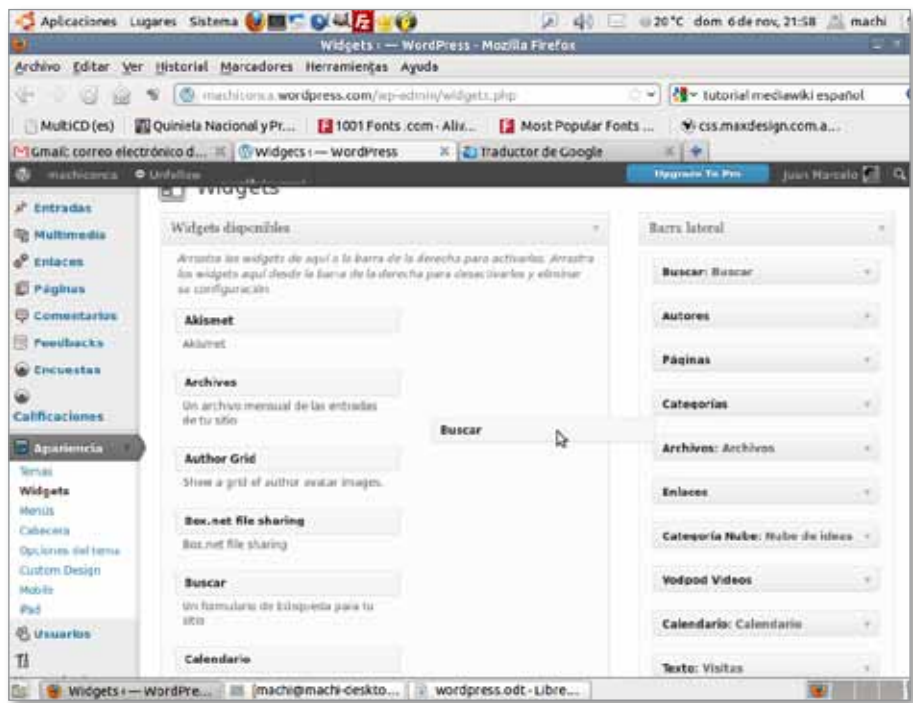 Aplicaciones Lugares Sistema 20°C dom 6 de nov, 21:58 machi
Widgets ‹ — WordPress - Mozilla Firefox
Archivo Editar Ver Historial Marcadores Herramientas Ayuda
machiconca.wordpress.com/wp-admin/widgets.php tutorial mediawiki español
MultiCD (es) Quiniela Nacional y Pr... 1001 Fonts .com - Aliv... Most Popular Fonts ... css.maxdesign.com.a...
Gmail: correo electrónico d... Widgets ‹ — WordPress Traductor de Google
machiconca Unfollow Upgrade To Pro Juan Marcelo
Widgets
Entradas
Multimedia
Enlaces
Páginas
Comentarios
Feedbacks
Encuestas
Calificaciones
Apariencia
Temas
Widgets
Menús
Cabecera
Opciones del tema
Custom Design
Mobile
iPad
Usuarios
Widgets disponibles
Arrastra los widgets de aquí a la barra de la derecha para activarlos. Arrastra
los widgets aquí desde la barra de la derecha para desactivarlos y eliminar
su configuración
Akismet
Akismet
Archives
Un archivo mensual de las entradas
de tu sitio
Author Grid
Show a grid of author avatar images.
Box.net file sharing
Box.net file sharing
Buscar
Un formulario de búsqueda para tu
sitio
Calendario
Buscar
Barra lateral
Buscar: Buscar
Autores
Páginas
Categorías
Archivos: Archivos
Enlaces
Categoría Nube: Nube de ideas
Vodpod Videos
Calendario: Calendario
Texto: Visitas
Widgets ‹ — WordPre... [machi@machi-deskto... wordpress.odt - Libre...